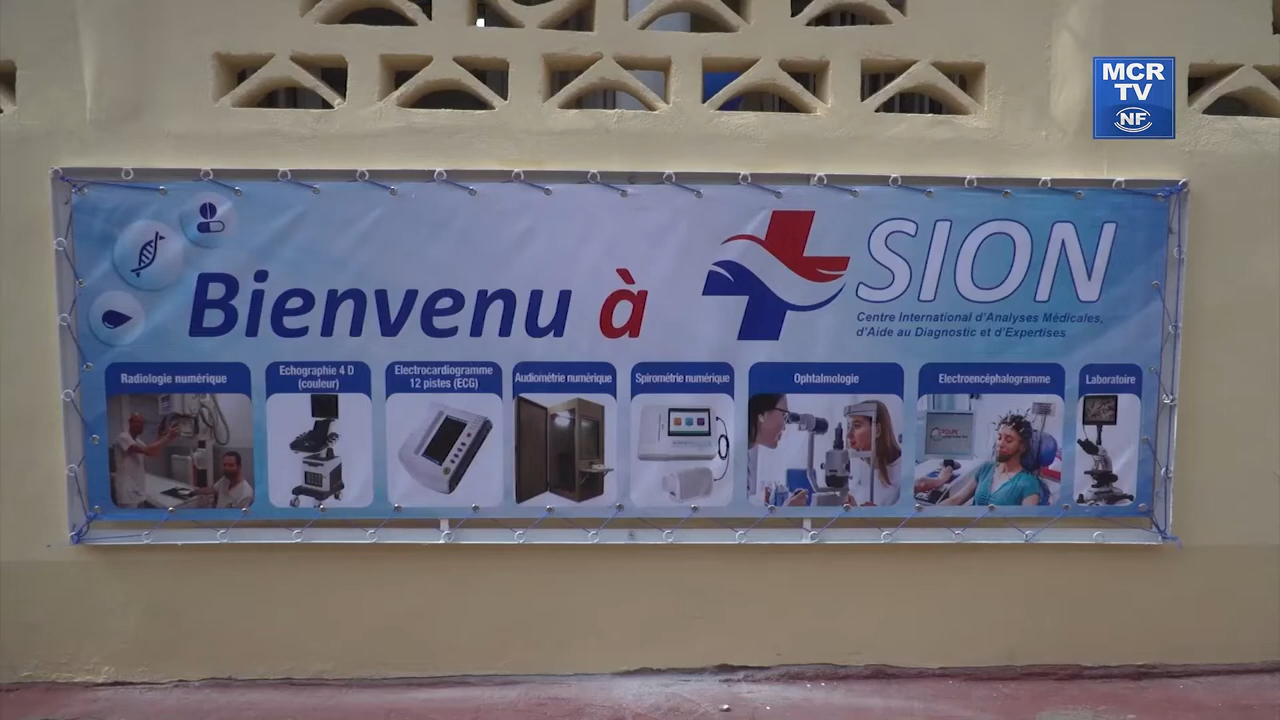 MCR
TV
NF
Bienvenu à
SION
Centre International d'Analyses Médicales,
d'Aide au Diagnostic et d'Expertises
Radiologie numérique
Echographie 4 D
(couleur)
Electrocardiogramme
12 pistes (ECG)
Audiométrie numérique
Spirométrie numérique
Ophtalmologie
Electroencéphalogramme
Laboratoire